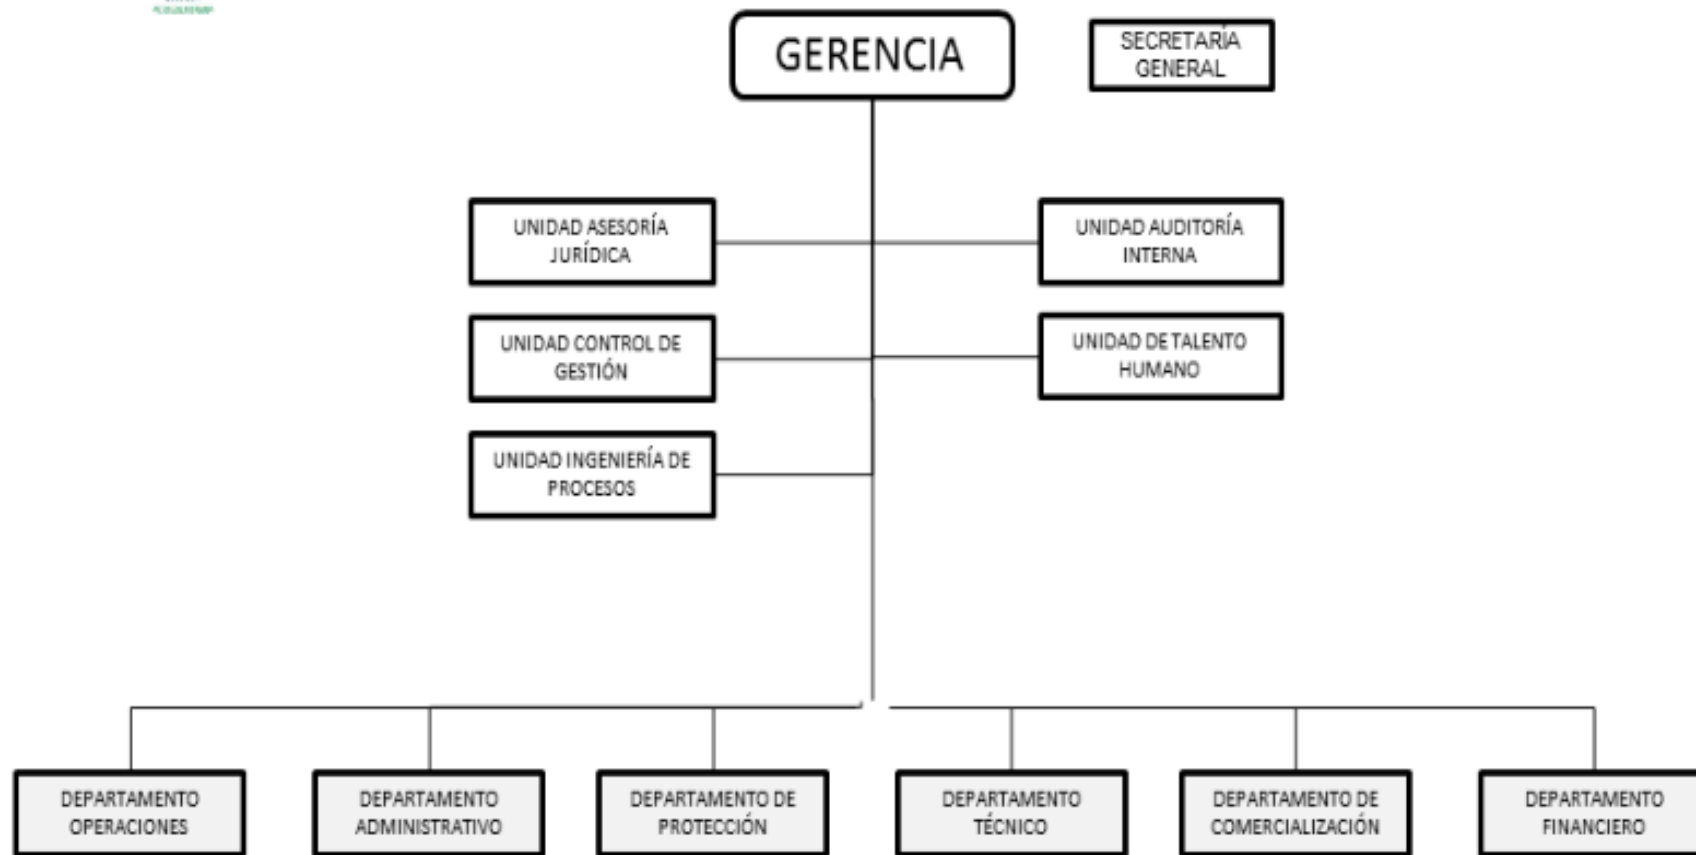 GERENCIA
SECRETARÍA
GENERAL
UNIDAD ASESORÍA
JURÍDICA
UNIDAD AUDITORÍA
INTERNA
UNIDAD CONTROL DE
GESTIÓN
UNIDAD DE TALENTO
HUMANO
UNIDAD INGENIERÍA DE
PROCESOS
DEPARTAMENTO
OPERACIONES
DEPARTAMENTO
ADMINISTRATIVO
DEPARTAMENTO DE
PROTECCIÓN
DEPARTAMENTO
TÉCNICO
DEPARTAMENTO DE
COMERCIALIZACIÓN
DEPARTAMENTO
FINANCIERO